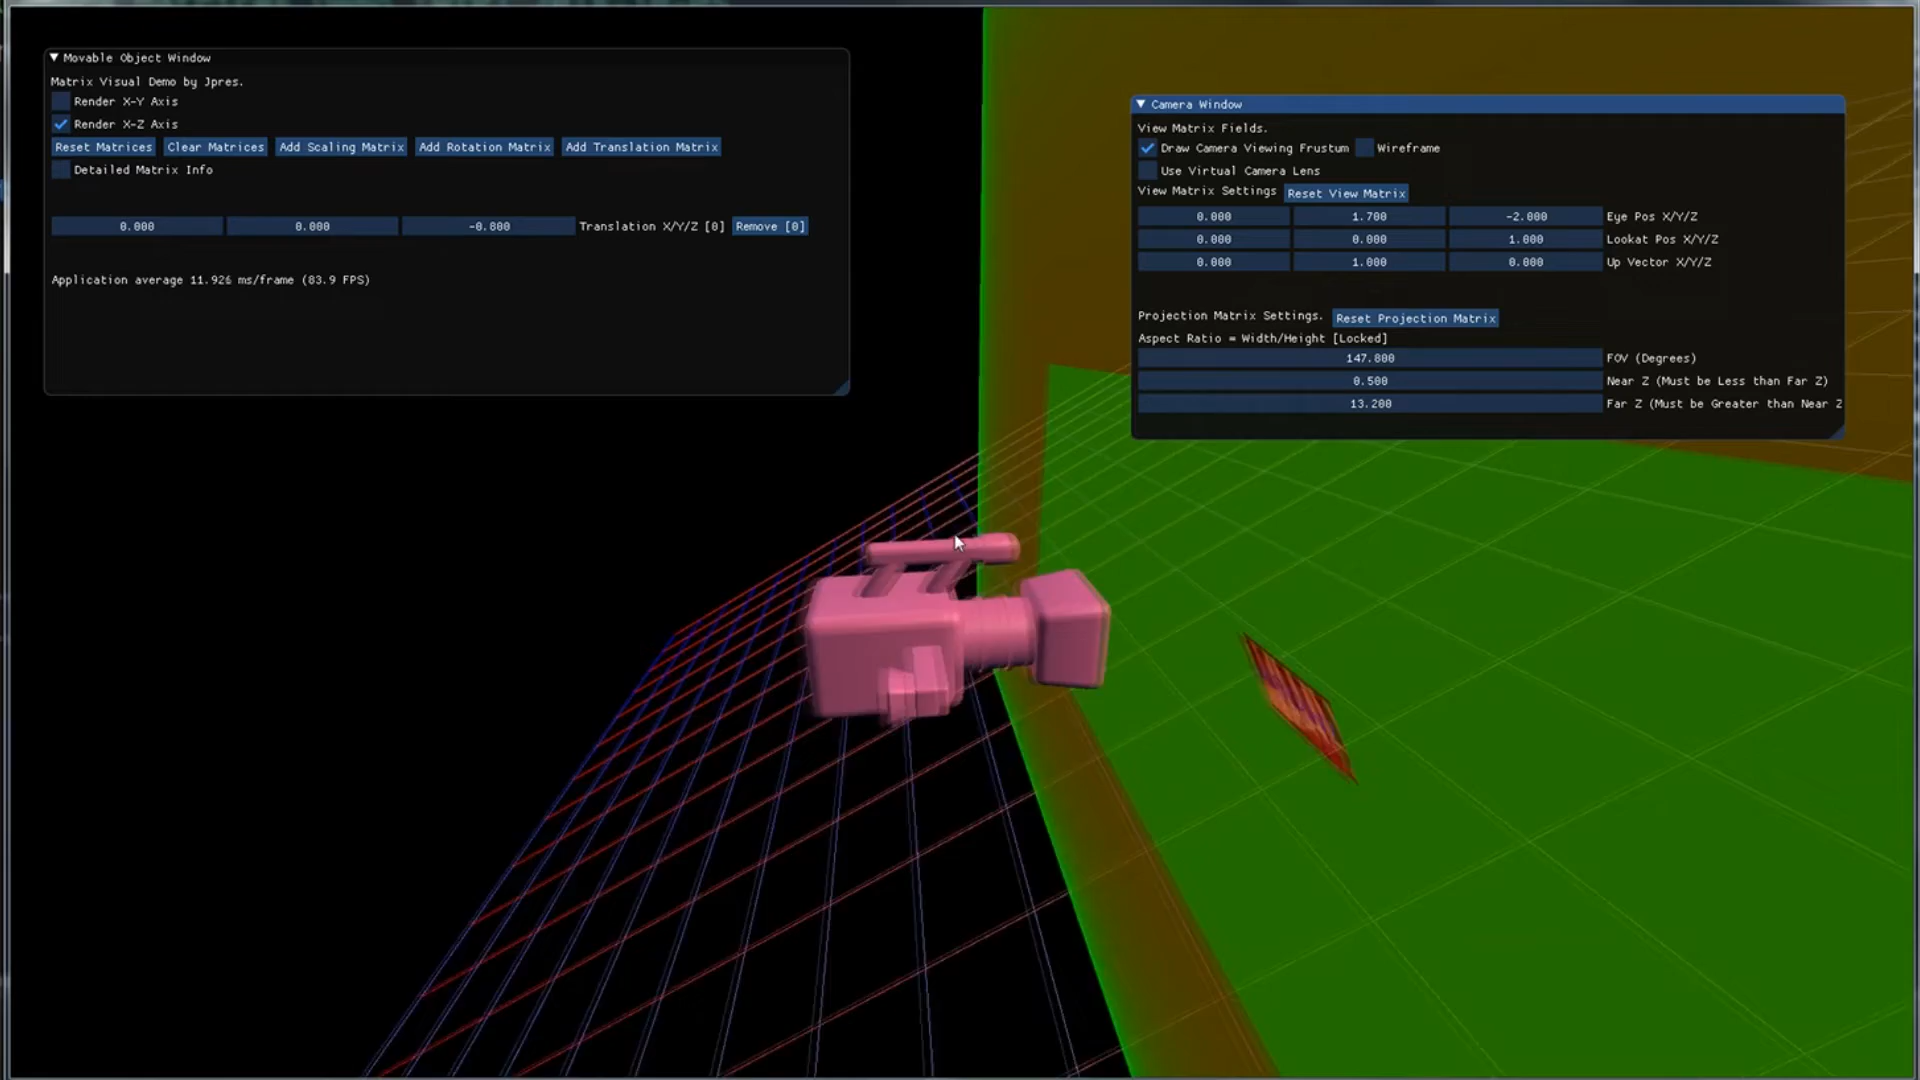 Movable Object Window
Matrix Visual Demo by Jpres.
Render X-Y Axis
Render X-Z Axis
Reset Matrices Clear Matrices Add Scaling Matrix Add Rotation Matrix Add Translation Matrix
Detailed Matrix Info
0.000 0.000 -0.800 Translation X/Y/Z [0] Remove [0]
Application average 11.926 ms/frame (83.9 FPS)
Camera Window
View Matrix Fields.
Draw Camera Viewing Frustum Wireframe
Use Virtual Camera Lens
View Matrix Settings Reset View Matrix
0.000 1.700 -2.000 Eye Pos X/Y/Z
0.000 0.000 1.000 Lookat Pos X/Y/Z
0.000 1.000 0.000 Up Vector X/Y/Z
Projection Matrix Settings. Reset Projection Matrix
Aspect Ratio = Width/Height [Locked]
147.800 FOV (Degrees)
0.500 Near Z (Must be Less than Far Z)
13.200 Far Z (Must be Greater than Near Z